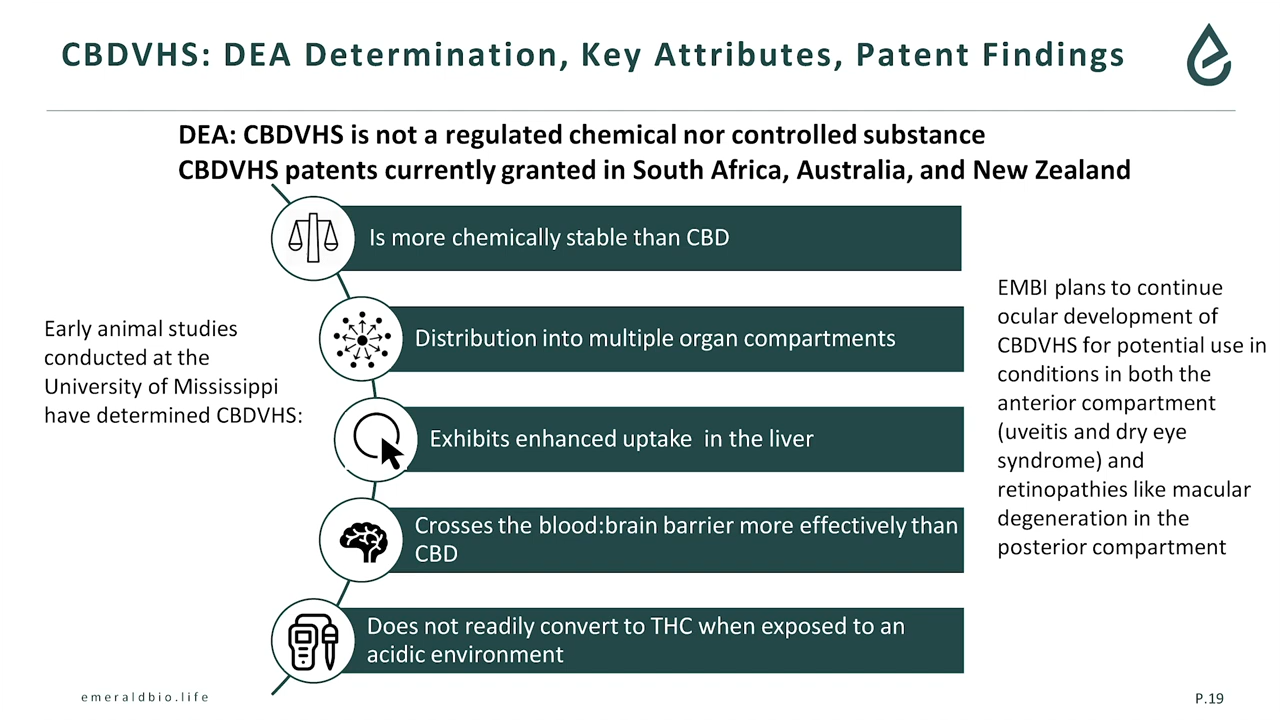 CBDVHS: DEA Determination, Key Attributes, Patent Findings
DEA: CBDVHS is not a regulated chemical nor controlled substance
CBDVHS patents currently granted in South Africa, Australia, and New Zealand
Early animal studies
conducted at the
University of Mississippi
have determined CBDVHS:
Is more chemically stable than CBD
Distribution into multiple organ compartments
Exhibits enhanced uptake in the liver
Crosses the blood:brain barrier more effectively than
CBD
Does not readily convert to THC when exposed to an
acidic environment
EMBI plans to continue
ocular development of
CBDVHS for potential use in
conditions in both the
anterior compartment
(uveitis and dry eye
syndrome) and
retinopathies like macular
degeneration in the
posterior compartment
emeraldbio.life
P.19